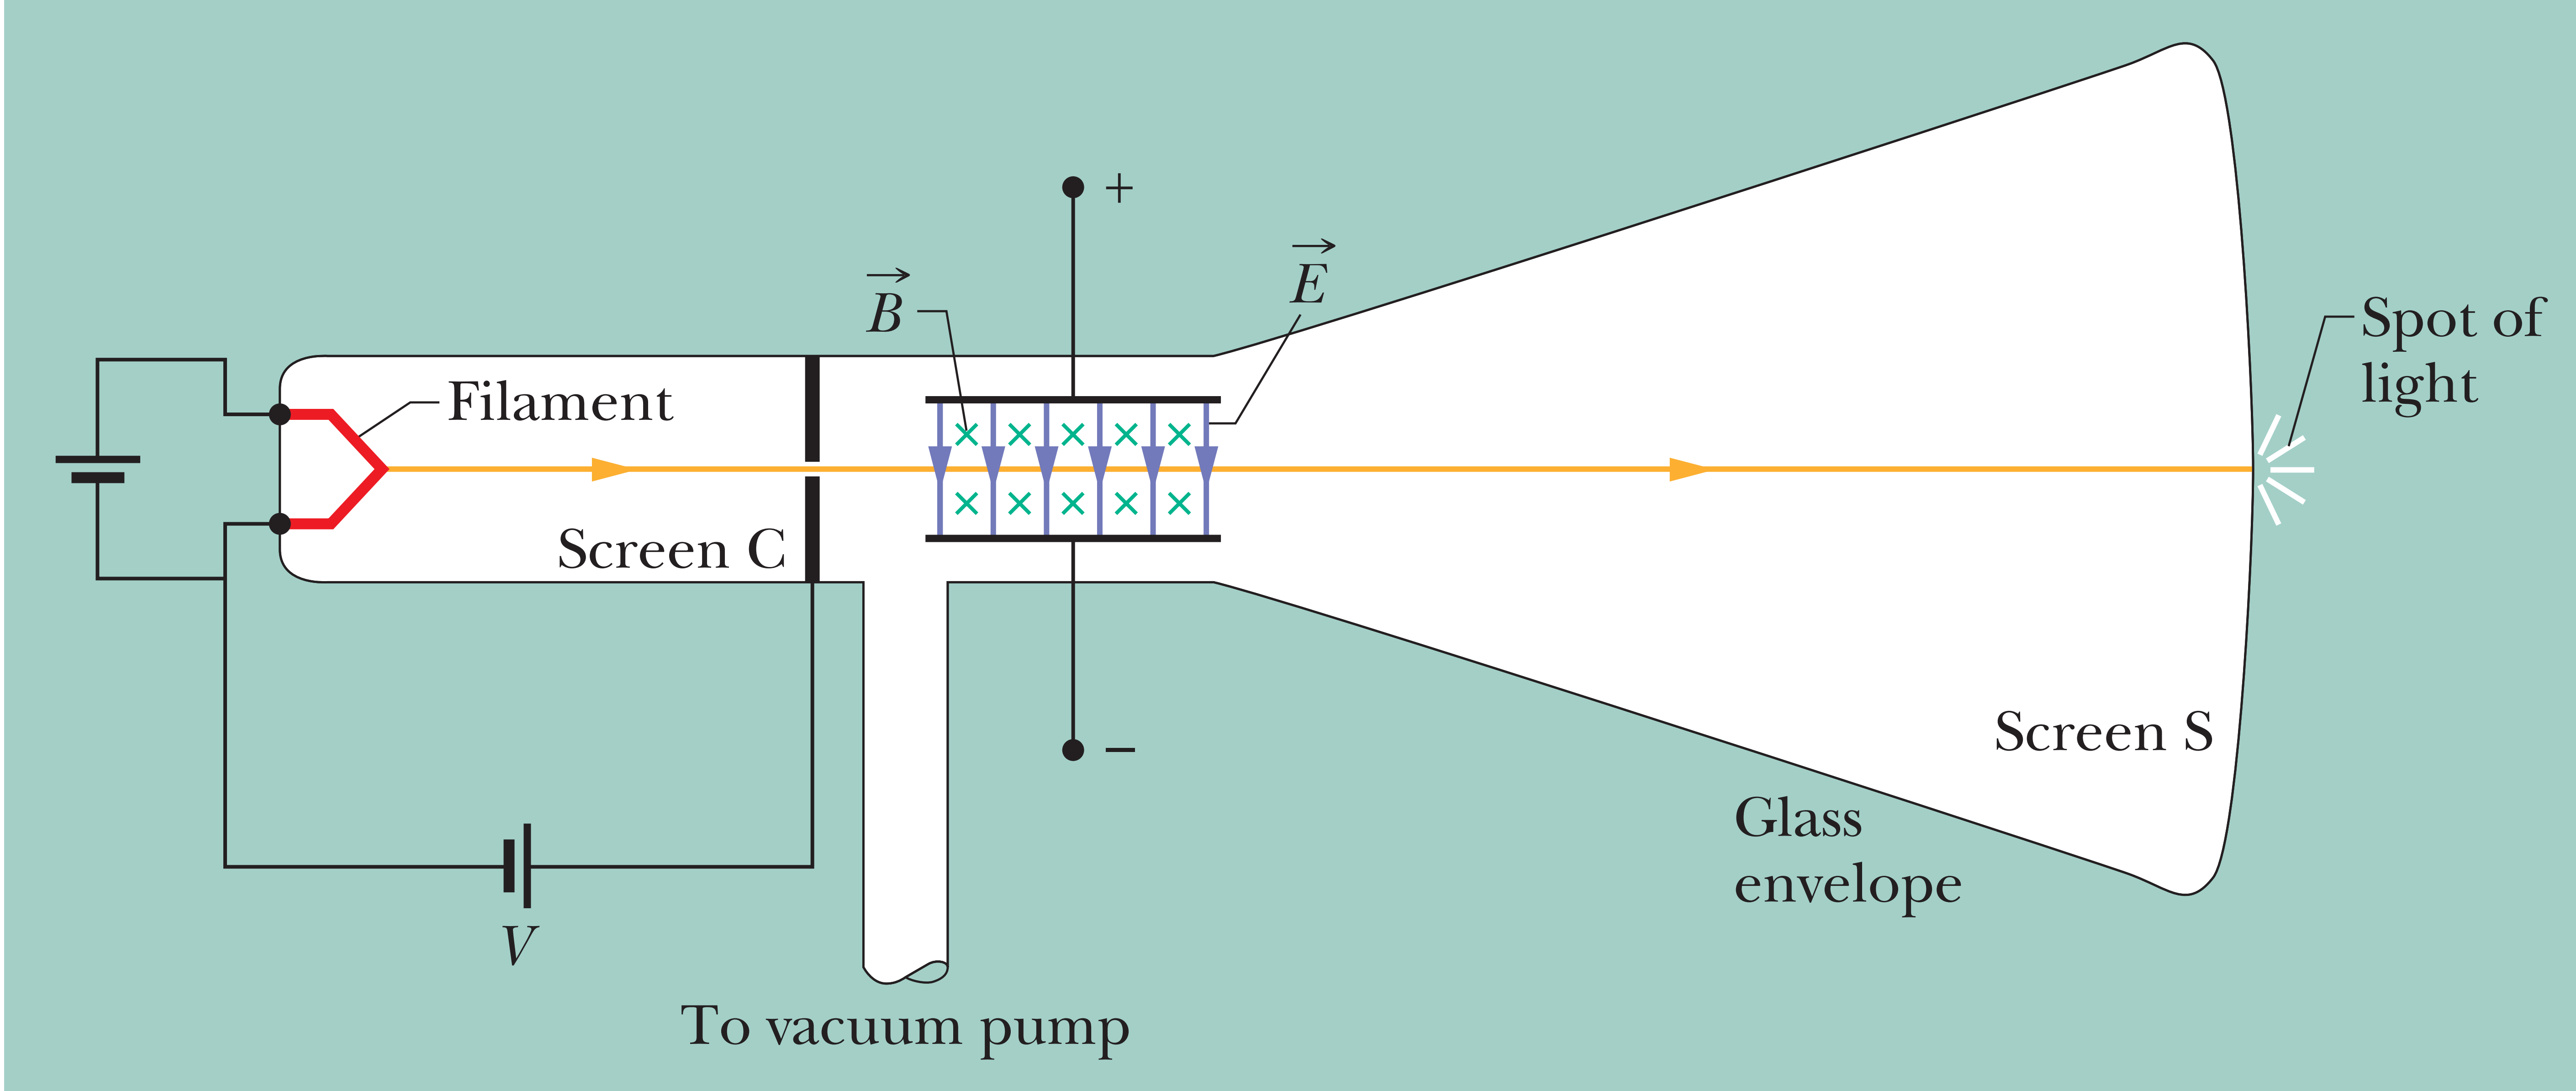 +
E
B
Spot of
light
Filament
Screen C
Screen S
−
Glass
envelope
V
To vacuum pump